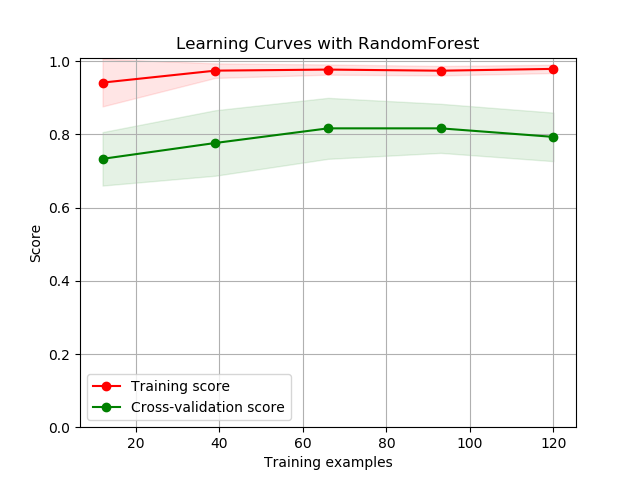 Learning Curves with RandomForest
1.0
0.8
0.6
0.4
0.2
0.0
Score
Training score
Cross-validation score
20
40
60
80
100
120
Training examples